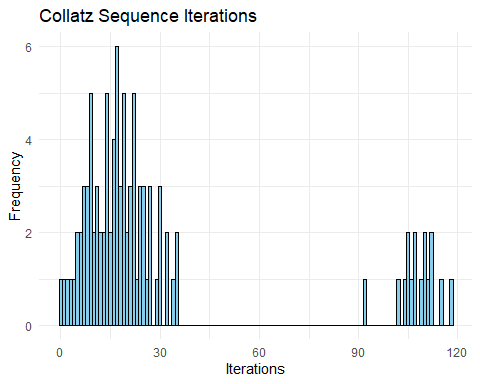 Collatz Sequence Iterations
Frequency
6
4
2
0
0 30 60 90 120
Iterations